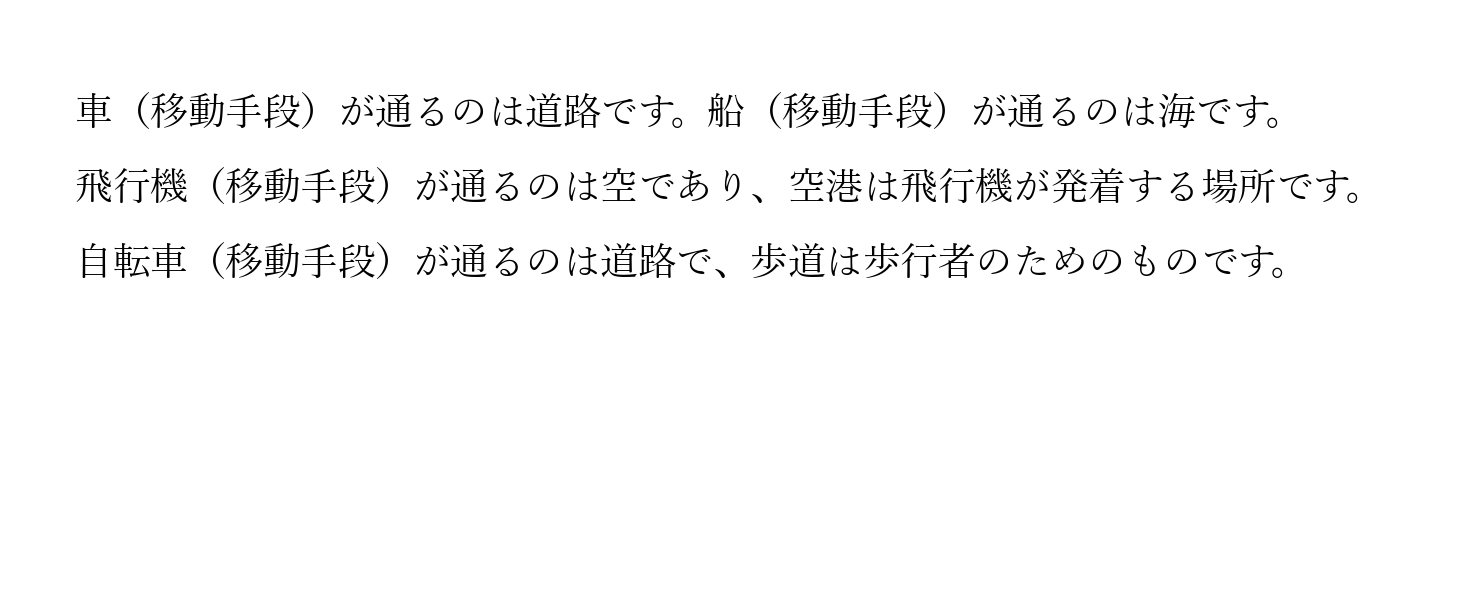 車（移動手段）が通るのは道路です。船（移動手段）が通るのは海です。
飛行機（移動手段）が通るのは空であり、空港は飛行機が発着する場所です。
自転車（移動手段）が通るのは道路で、歩道は歩行者のためのものです。